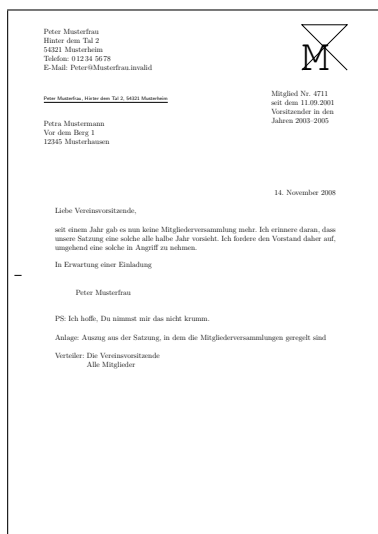 Peter Musterfrau
Hinter dem Tal 2
54321 Musterheim
Telefon: 0 12 34 56 78
E-Mail: Peter@Musterfrau.invalid
M
Peter Musterfrau, Hinter dem Tal 2, 54321 Musterheim
Mitglied Nr. 4711
seit dem 11.09.2001
Vorsitzender in den
Jahren 2003–2005
Petra Mustermann
Vor dem Berg 1
12345 Musterhausen
14. November 2008
Liebe Vereinsvorsitzende,
seit einem Jahr gab es nun keine Mitgliederversammlung mehr. Ich erinnere daran, dass
unsere Satzung eine solche alle halbe Jahr vorsieht. Ich fordere den Vorstand daher auf,
umgehend eine solche in Angriff zu nehmen.
In Erwartung einer Einladung
Peter Musterfrau
PS: Ich hoffe, Du nimmst mir das nicht krumm.
Anlage: Auszug aus der Satzung, in dem die Mitgliederversammlungen geregelt sind
Verteiler: Die Vereinsvorsitzende
Alle Mitglieder